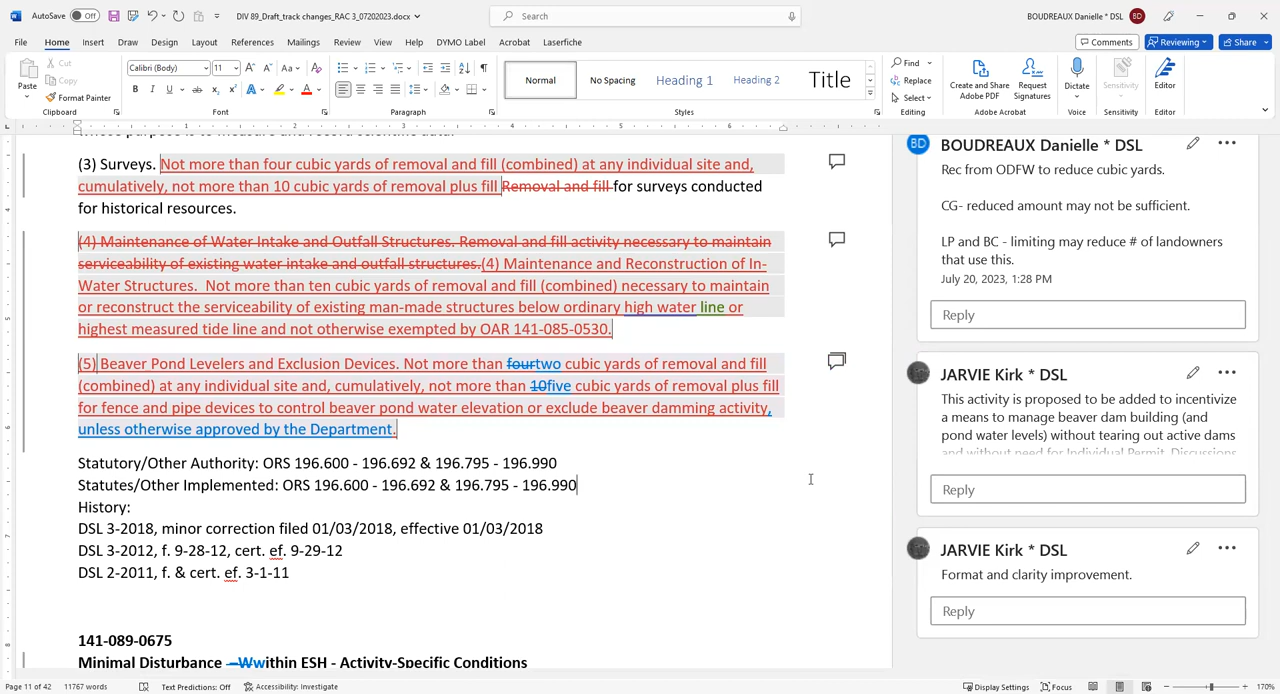 AutoSave Off DIV 89_Draft_track changes_RAC 3_07202023.docx Search BOUDREAUX Danielle * DSL BD
File Home Insert Draw Design Layout References Mailings Review View Help DYMO Label Acrobat Laserfiche Comments Reviewing Share
Paste Cut Copy Format Painter Clipboard
Calibri (Body) 11 Font
Paragraph
Normal No Spacing Heading 1 Heading 2 Title Styles
Find Replace Select Editing
Create and Share Adobe PDF Request Signatures Adobe Acrobat
Dictate Voice Sensitivity Sensitivity Editor Editor
(3) Surveys. Not more than four cubic yards of removal and fill (combined) at any individual site and,
cumulatively, not more than 10 cubic yards of removal plus fill Removal and fill for surveys conducted
for historical resources.
(4) Maintenance of Water Intake and Outfall Structures. Removal and fill activity necessary to maintain
serviceability of existing water intake and outfall structures.(4) Maintenance and Reconstruction of In-
Water Structures. Not more than ten cubic yards of removal and fill (combined) necessary to maintain
or reconstruct the serviceability of existing man-made structures below ordinary high water line or
highest measured tide line and not otherwise exempted by OAR 141-085-0530.
(5) Beaver Pond Levelers and Exclusion Devices. Not more than fourtwo cubic yards of removal and fill
(combined) at any individual site and, cumulatively, not more than 10five cubic yards of removal plus fill
for fence and pipe devices to control beaver pond water elevation or exclude beaver damming activity,
unless otherwise approved by the Department.
Statutory/Other Authority: ORS 196.600 - 196.692 & 196.795 - 196.990
Statutes/Other Implemented: ORS 196.600 - 196.692 & 196.795 - 196.990
History:
DSL 3-2018, minor correction filed 01/03/2018, effective 01/03/2018
DSL 3-2012, f. 9-28-12, cert. ef. 9-29-12
DSL 2-2011, f. & cert. ef. 3-1-11
141-089-0675
Minimal Disturbance –Wwithin ESH - Activity-Specific Conditions
BD BOUDREAUX Danielle * DSL
Rec from ODFW to reduce cubic yards.
CG- reduced amount may not be sufficient.
LP and BC - limiting may reduce # of landowners
that use this.
July 20, 2023, 1:28 PM
Reply
JARVIE Kirk * DSL
This activity is proposed to be added to incentivize
a means to manage beaver dam building (and
pond water levels) without tearing out active dams
and without need for Individual Permit. Discussions
Reply
JARVIE Kirk * DSL
Format and clarity improvement.
Reply
Page 11 of 42 11767 words Text Predictions: Off Accessibility: Investigate Display Settings Focus 170%